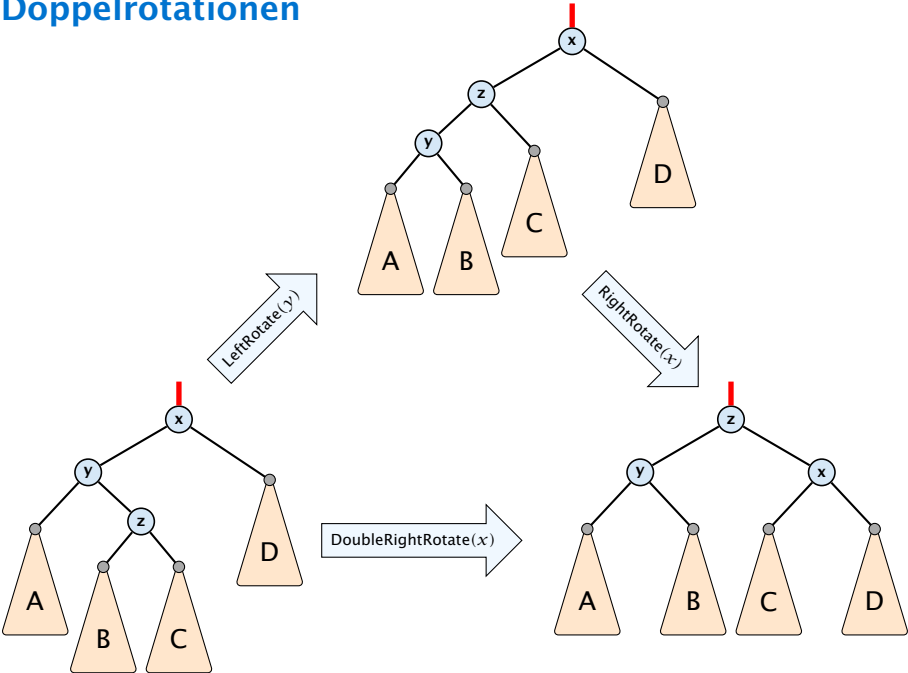 Doppelrotationen
x
z
y
A
B
C
D
LeftRotate(y)
RightRotate(x)
x
y
z
A
B
C
D
DoubleRightRotate(x)
z
y
x
A
B
C
D